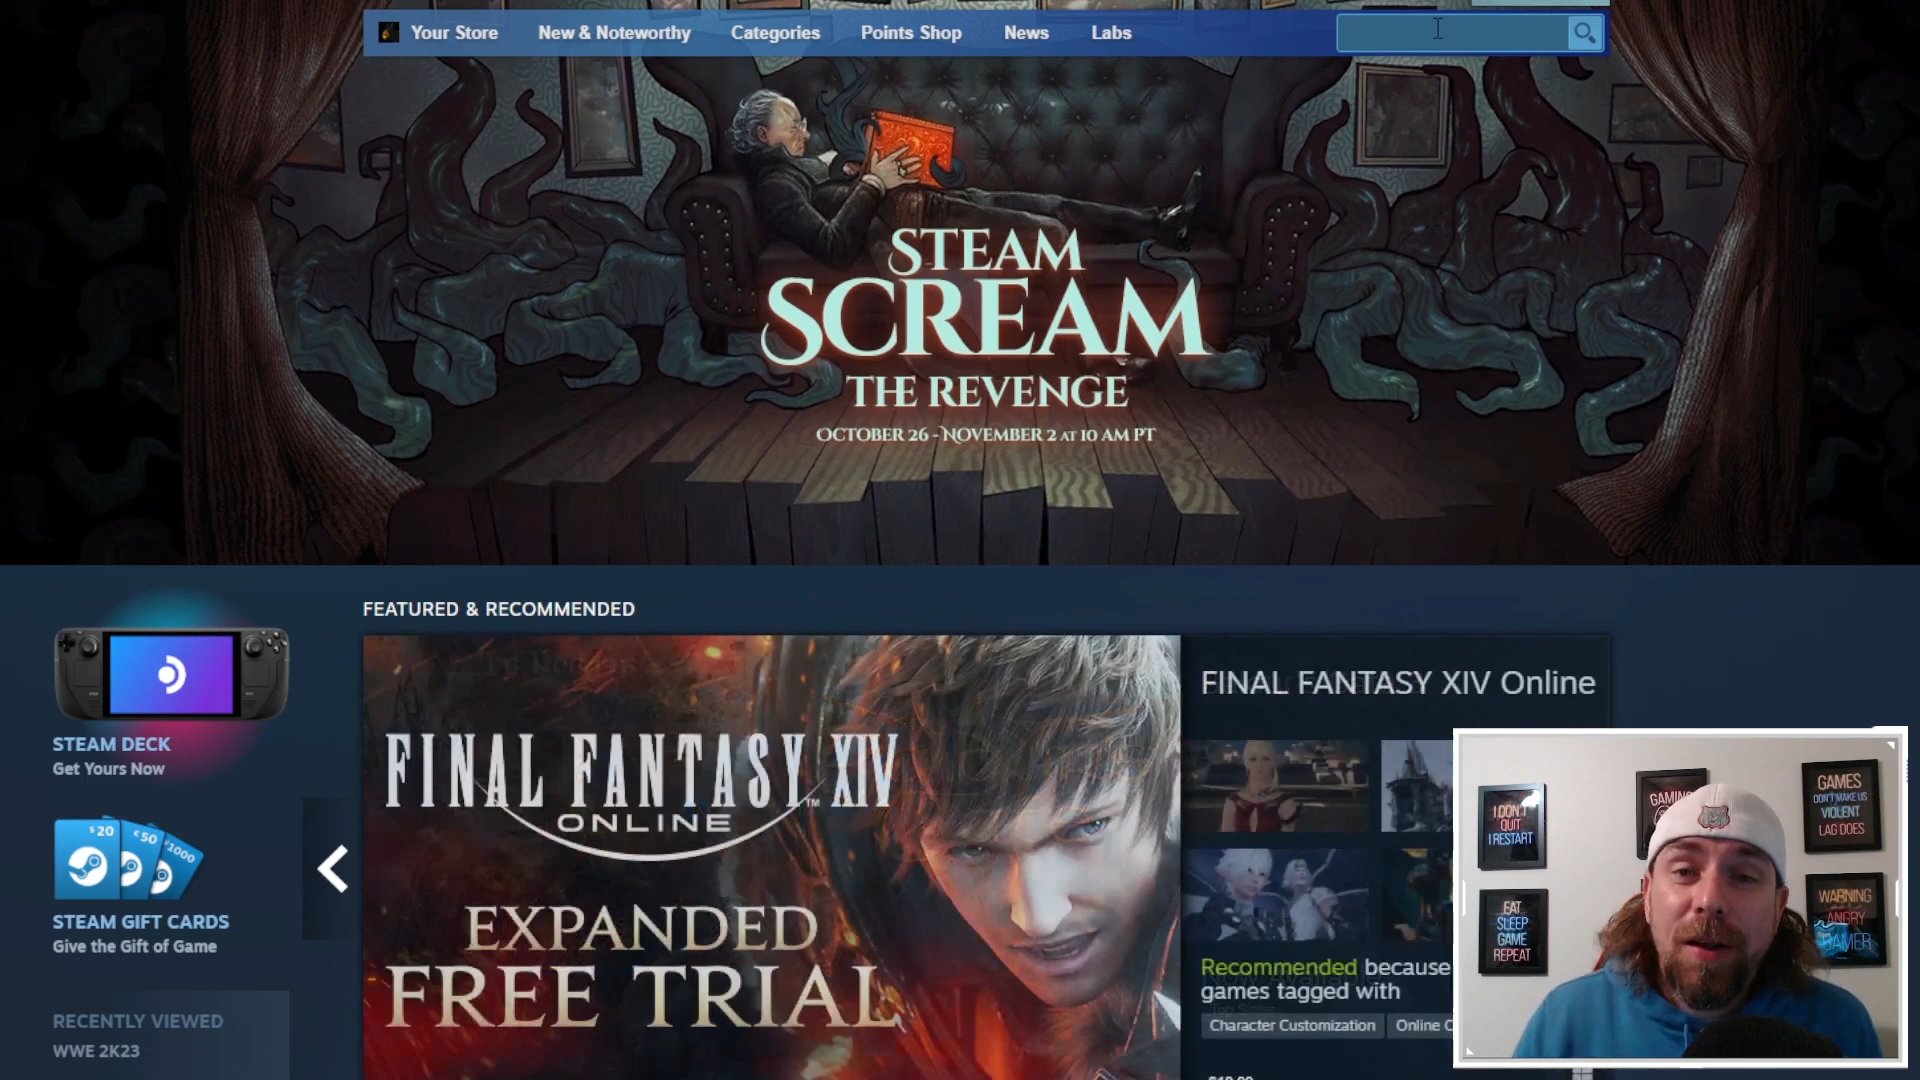 Your Store
New & Noteworthy
Categories
Points Shop
News
Labs
STEAM
SCREAM
THE REVENGE
OCTOBER 26 - NOVEMBER 2 AT 10 AM PT
FEATURED & RECOMMENDED
STEAM DECK
Get Yours Now
$20
€50
1000
STEAM GIFT CARDS
Give the Gift of Game
RECENTLY VIEWED
WWE 2K23
FINAL FANTASY XIV
ONLINE
EXPANDED
FREE TRIAL
FINAL FANTASY XIV Online
Recommended because
games tagged with
Character Customization
Online
I DON'T
QUIT
I RESTART
GAMING
GAMES
DON'T MAKE US
VIOLENT
LAG DOES
EAT
SLEEP
GAME
REPEAT
WARNING
ANGRY
GAMER